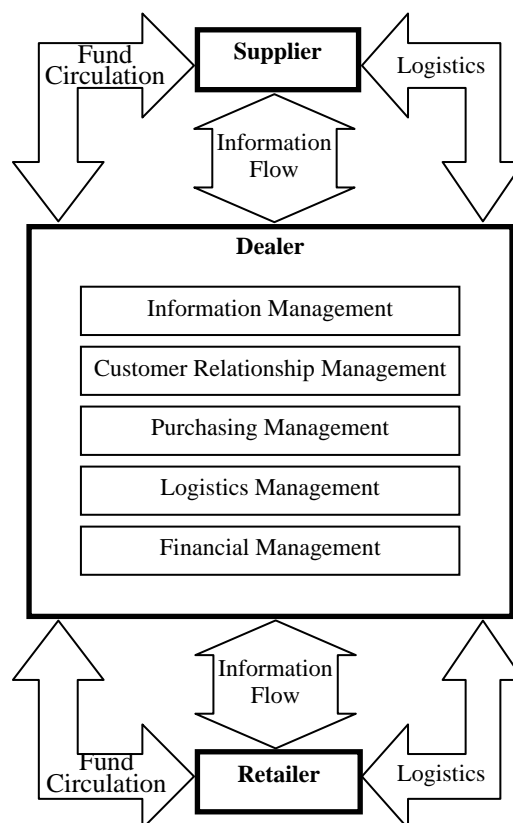 Fund
Circulation
Supplier
Logistics
Information
Flow
Dealer
Information Management
Customer Relationship Management
Purchasing Management
Logistics Management
Financial Management
Information
Flow
Fund
Circulation
Retailer
Logistics